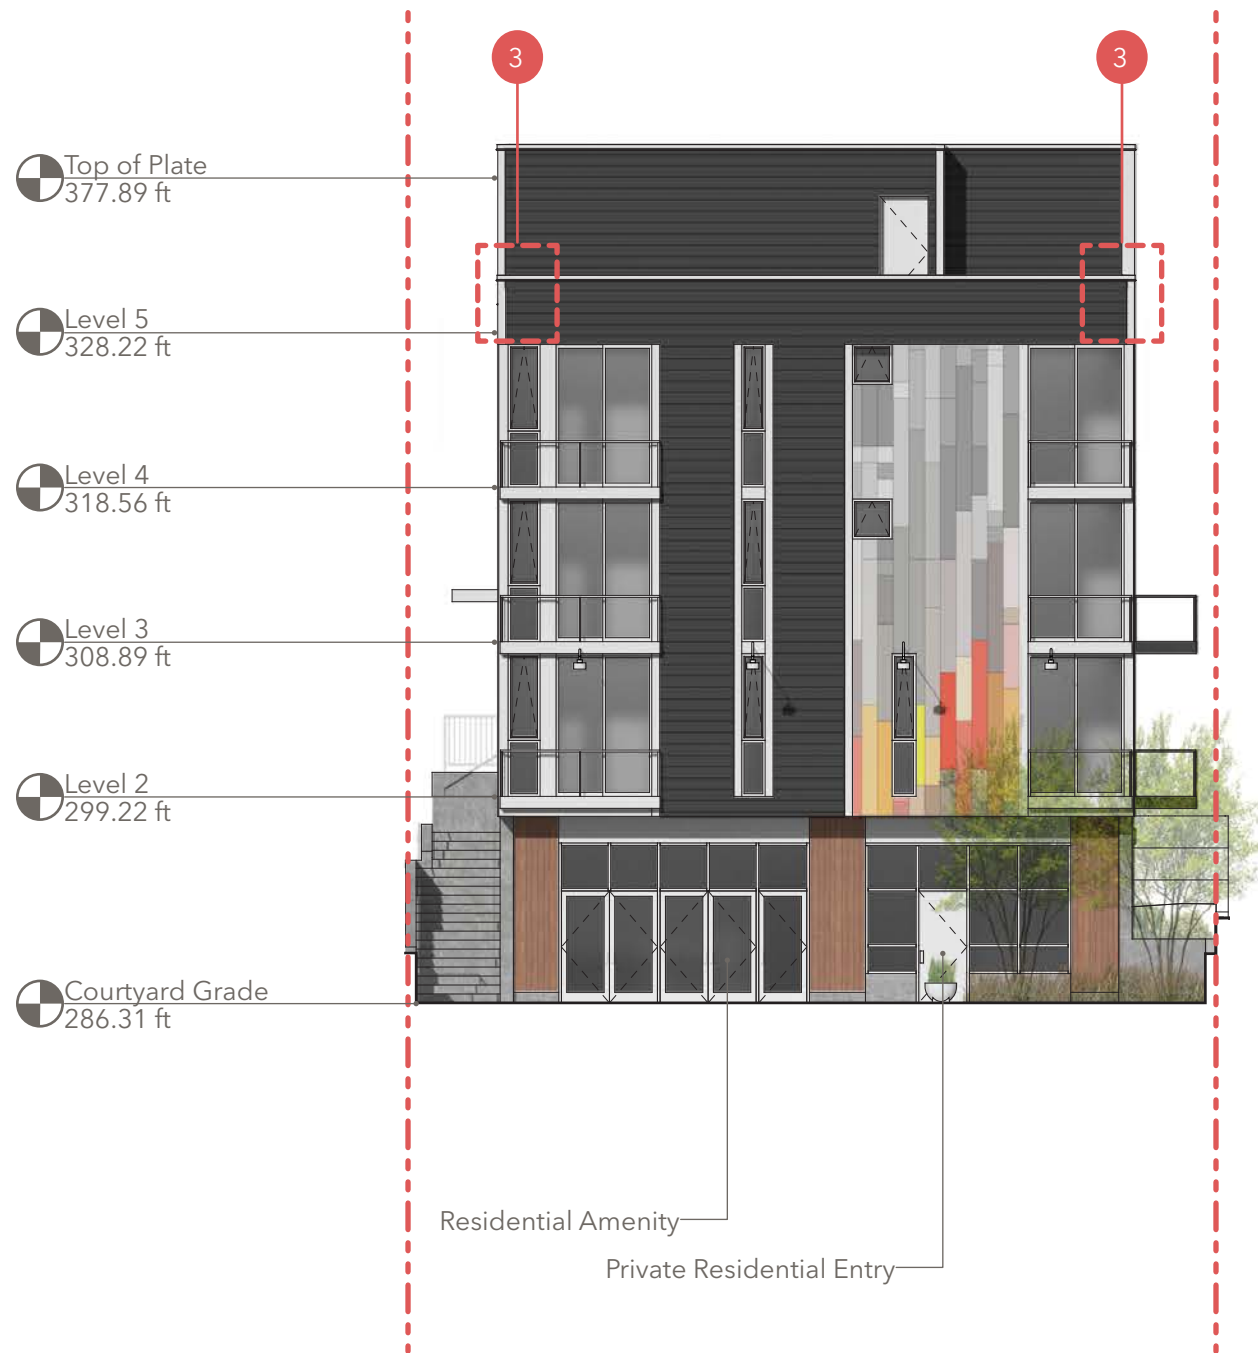 3
3
Top of Plate
377.89 ft
Level 5
328.22 ft
Level 4
318.56 ft
Level 3
308.89 ft
Level 2
299.22 ft
Courtyard Grade
286.31 ft
Residential Amenity
Private Residential Entry